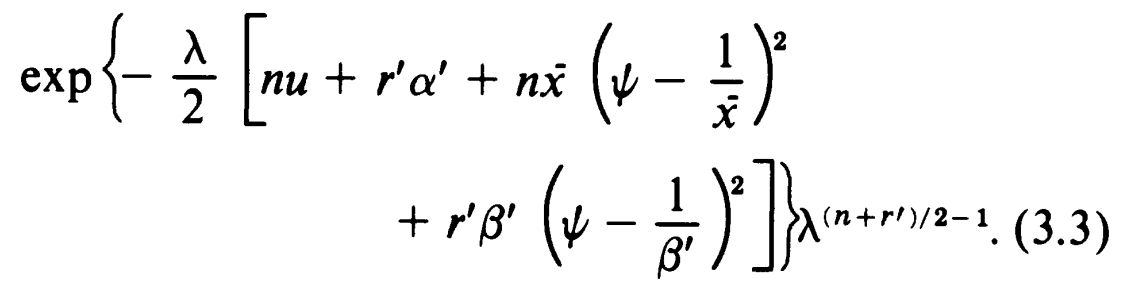 exp{− λ/2 [nu + r′α′ + nx̄ (ψ − 1/x̄)²
+ r′β′ (ψ − 1/β′)²]}λ^{(n+r′)/2−1}. (3.3)